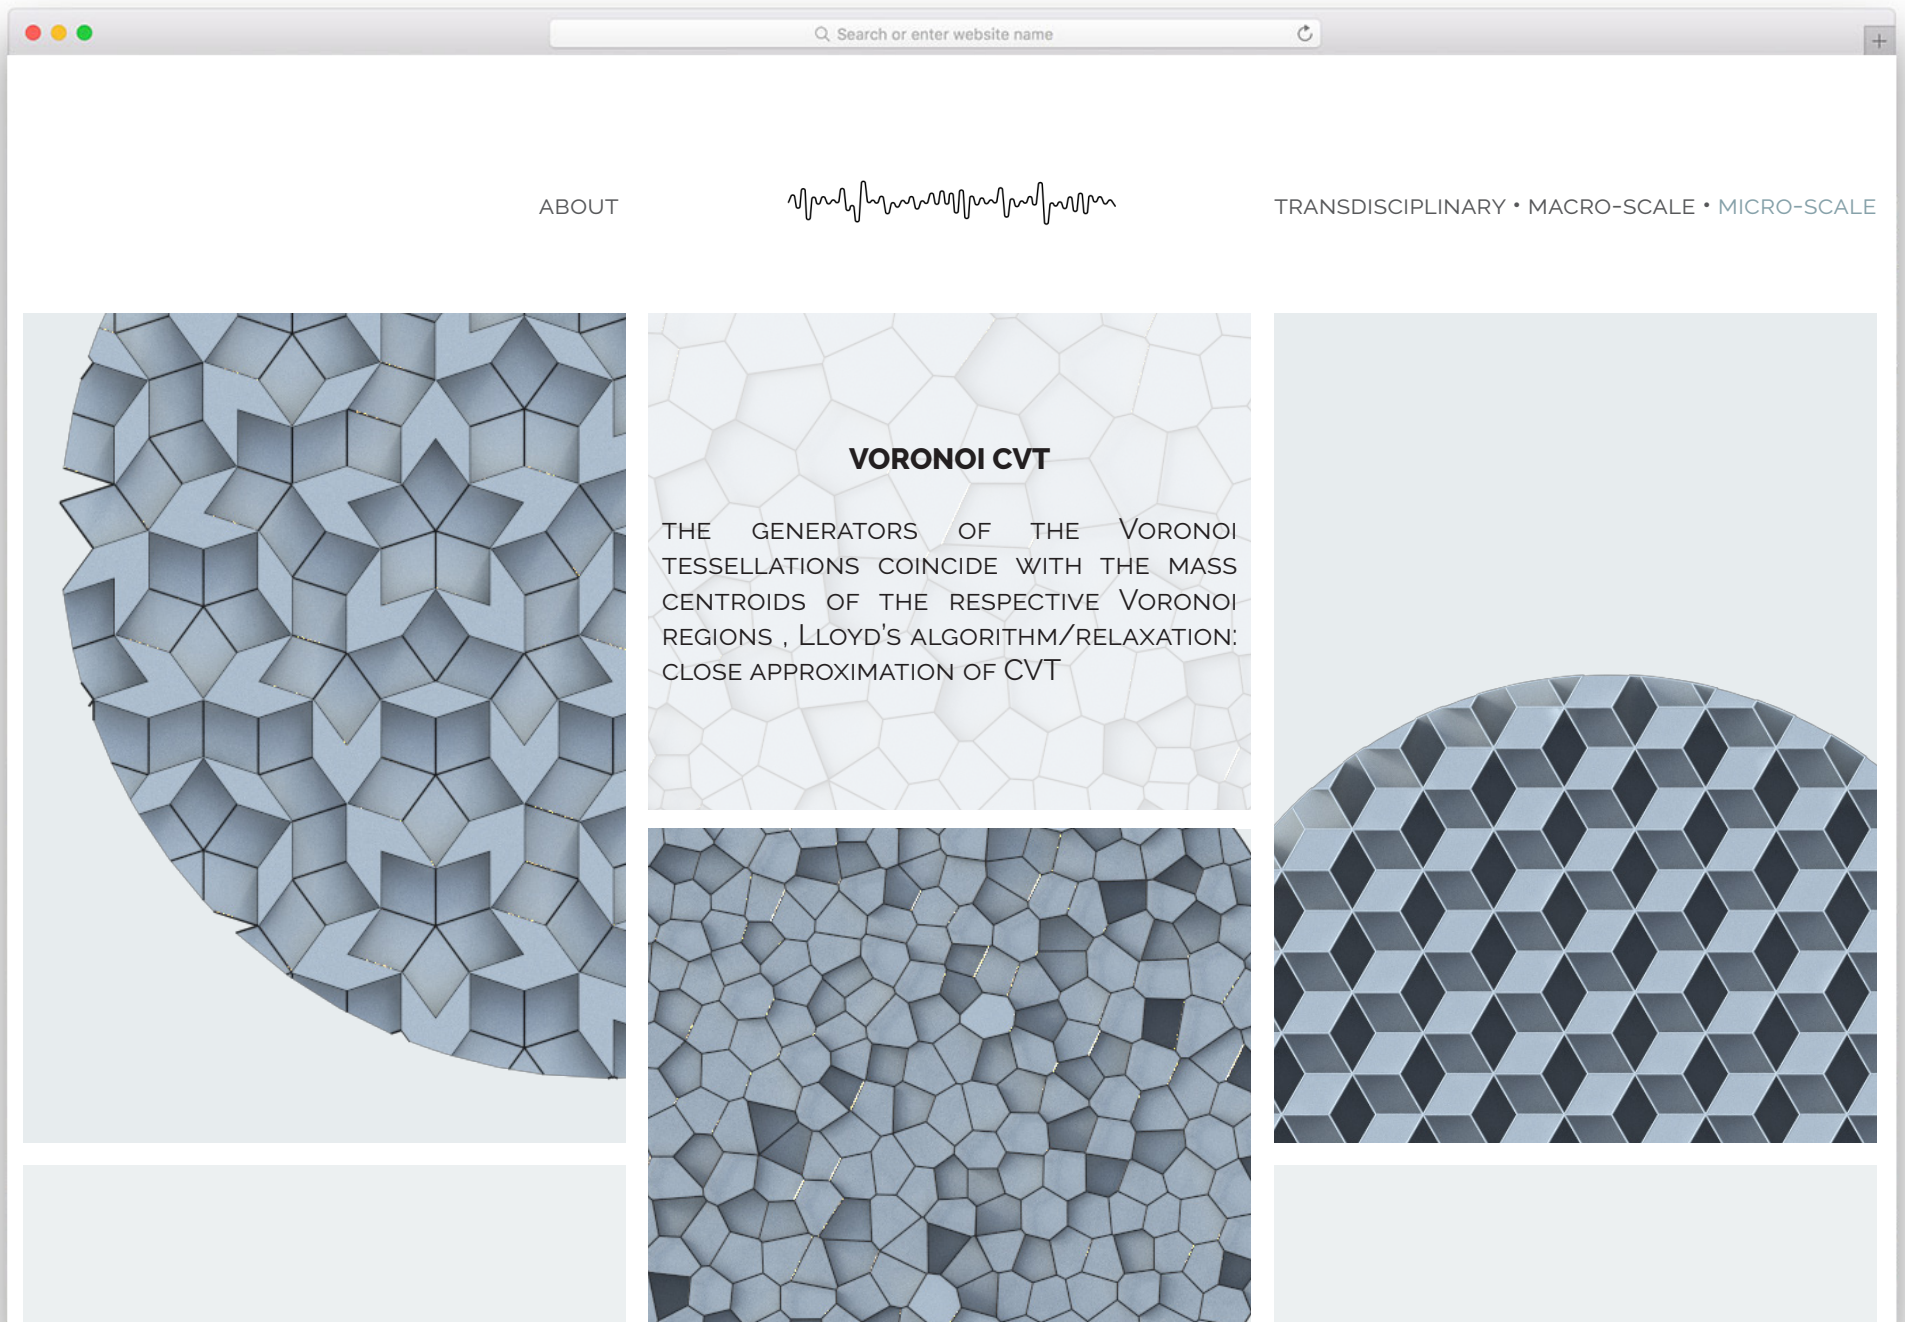 Search or enter website name
ABOUT
TRANSDISCIPLINARY • MACRO-SCALE • MICRO-SCALE
VORONOI CVT
THE GENERATORS OF THE VORONOI
TESSELLATIONS COINCIDE WITH THE MASS
CENTROIDS OF THE RESPECTIVE VORONOI
REGIONS , LLOYD'S ALGORITHM/RELAXATION:
CLOSE APPROXIMATION OF CVT